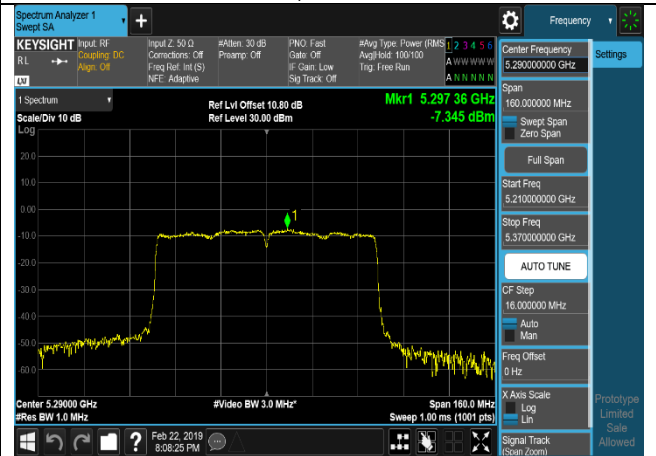 Spectrum Analyzer 1
Swept SA
+
Frequency
KEYSIGHT
RL
LXI
Input: RF
Coupling: DC
Align: Off
Input Z: 50 Ω
Corrections: Off
Freq Ref: Int (S)
NFE: Adaptive
#Atten: 30 dB
Preamp: Off
PNO: Fast
Gate: Off
IF Gain: Low
Sig Track: Off
#Avg Type: Power (RMS
Avg|Hold: 100/100
Trig: Free Run
1 2 3 4 5 6
A W W W W W
A N N N N N
1 Spectrum
Scale/Div 10 dB
Log
Ref Lvl Offset 10.80 dB
Ref Level 30.00 dBm
Mkr1 5.297 36 GHz
-7.345 dBm
20.0
10.0
0.00
-10.0
-20.0
-30.0
-40.0
-50.0
-60.0
1
Center 5.29000 GHz
#Res BW 1.0 MHz
#Video BW 3.0 MHz*
Span 160.0 MHz
Sweep 1.00 ms (1001 pts)
?
Feb 22, 2019
8:08:25 PM
Center Frequency
5.290000000 GHz
Span
160.000000 MHz
Swept Span
Zero Span
Full Span
Start Freq
5.210000000 GHz
Stop Freq
5.370000000 GHz
AUTO TUNE
CF Step
16.000000 MHz
Auto
Man
Freq Offset
0 Hz
X Axis Scale
Log
Lin
Signal Track
(Span Zoom)
Settings
Prototype
Limited
Sale
Allowed